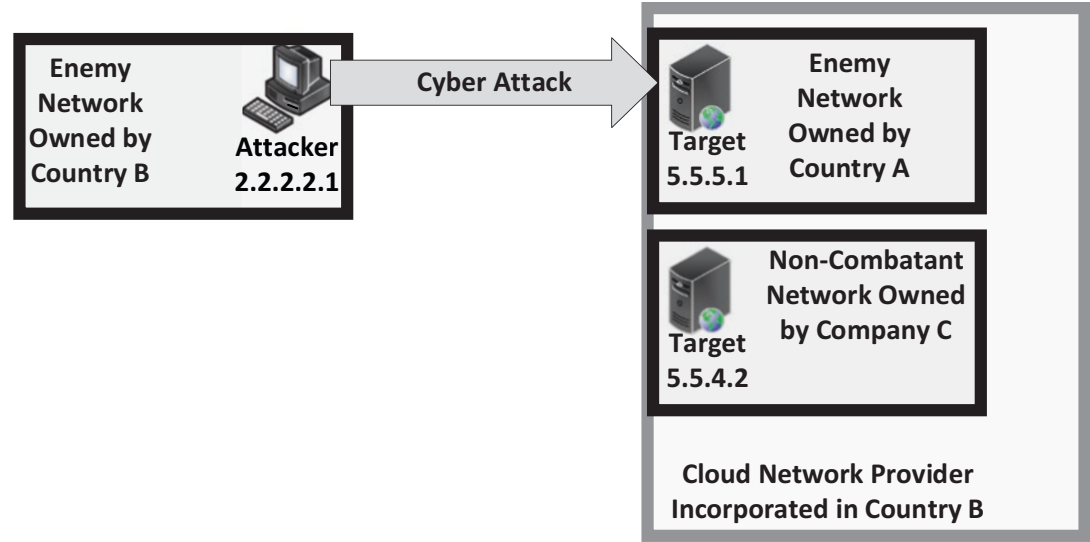 Enemy
Network
Owned by
Country B
Attacker
2.2.2.2.1
Cyber Attack
Target
5.5.5.1
Enemy
Network
Owned by
Country A
Target
5.5.4.2
Non-Combatant
Network Owned
by Company C
Cloud Network Provider
Incorporated in Country B